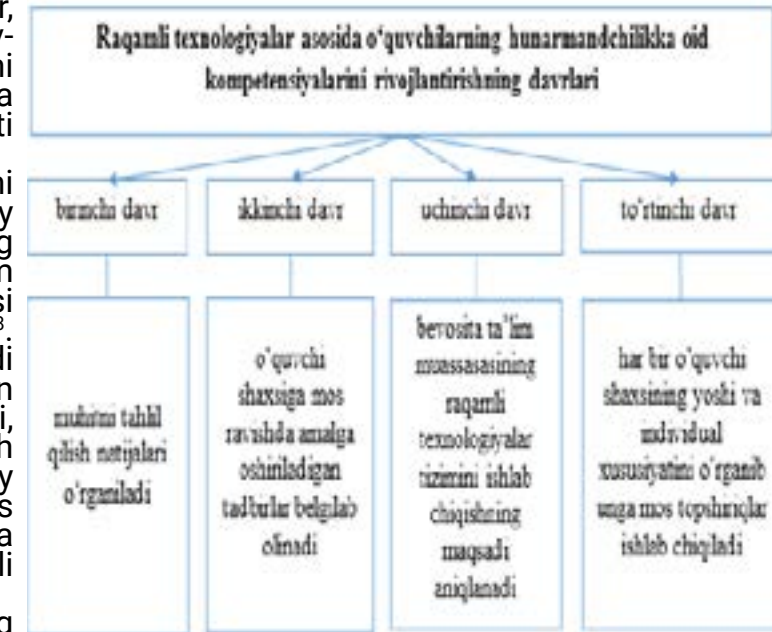 Raqamli texnologiyalar asosida o‘quvchilarning hunarmandchilikka oid
kompetensiyalarini rivojlantirishning davrlari
birinchi davr
ikkinchi davr
uchinchi davr
to‘rtinchi davr
muhitni tahlil
qilish natijalari
o‘rganiladi
o‘quvchi
shaxsiga mos
ravishda amalga
oshiriladigan
tadbirlar belgilab
olinadi
bevosita ta’lim
muassasasining
raqamli
texnologiyalar
tizimini ishlab
chiqishning
maqsadi
aniqlanadi
har bir o‘quvchi
shaxsining yoshi va
individual
xususiyatini o‘rganib
unga mos topshiriqlar
ishlab chiqiladi